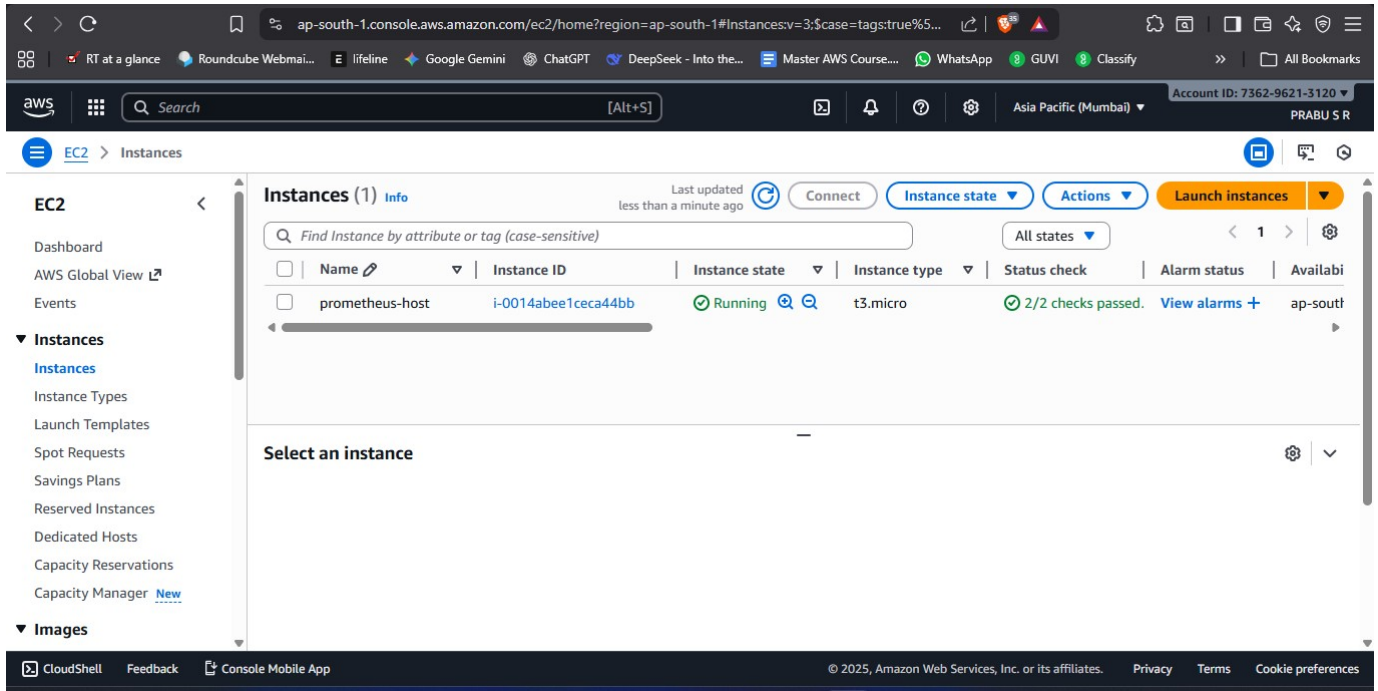 ap-south-1.console.aws.amazon.com/ec2/home?region=ap-south-1#Instances:v=3;$case=tags:true%5...
35
RT at a glance Roundcube Webmai... E lifeline Google Gemini ChatGPT DeepSeek - Into the... Master AWS Course.... WhatsApp GUVI Classify » All Bookmarks
aws Search [Alt+S] Asia Pacific (Mumbai) ▼ Account ID: 7362-9621-3120 ▼
PRABU S R
EC2 > Instances
EC2
Dashboard
AWS Global View
Events
▼ Instances
Instances
Instance Types
Launch Templates
Spot Requests
Savings Plans
Reserved Instances
Dedicated Hosts
Capacity Reservations
Capacity Manager New
▼ Images
Instances (1) Info
Last updated
less than a minute ago
Connect Instance state ▼ Actions ▼ Launch instances ▼
Find Instance by attribute or tag (case-sensitive) All states ▼ < 1 >
Name Instance ID Instance state Instance type Status check Alarm status Availabi
prometheus-host i-0014abee1ceca44bb Running t3.micro 2/2 checks passed. View alarms + ap-south
Select an instance
CloudShell Feedback Console Mobile App © 2025, Amazon Web Services, Inc. or its affiliates. Privacy Terms Cookie preferences